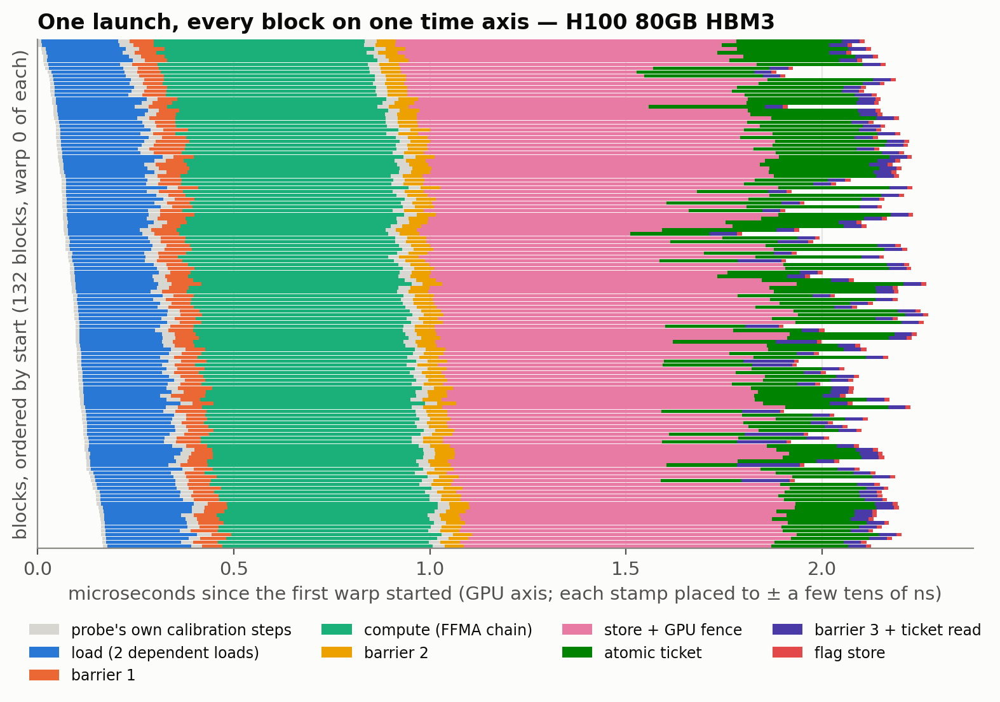 One launch, every block on one time axis — H100 80GB HBM3
blocks, ordered by start (132 blocks, warp 0 of each)
0.0 0.5 1.0 1.5 2.0
microseconds since the first warp started (GPU axis; each stamp placed to ± a few tens of ns)
probe's own calibration steps
load (2 dependent loads)
barrier 1
compute (FFMA chain)
barrier 2
store + GPU fence
atomic ticket
barrier 3 + ticket read
flag store